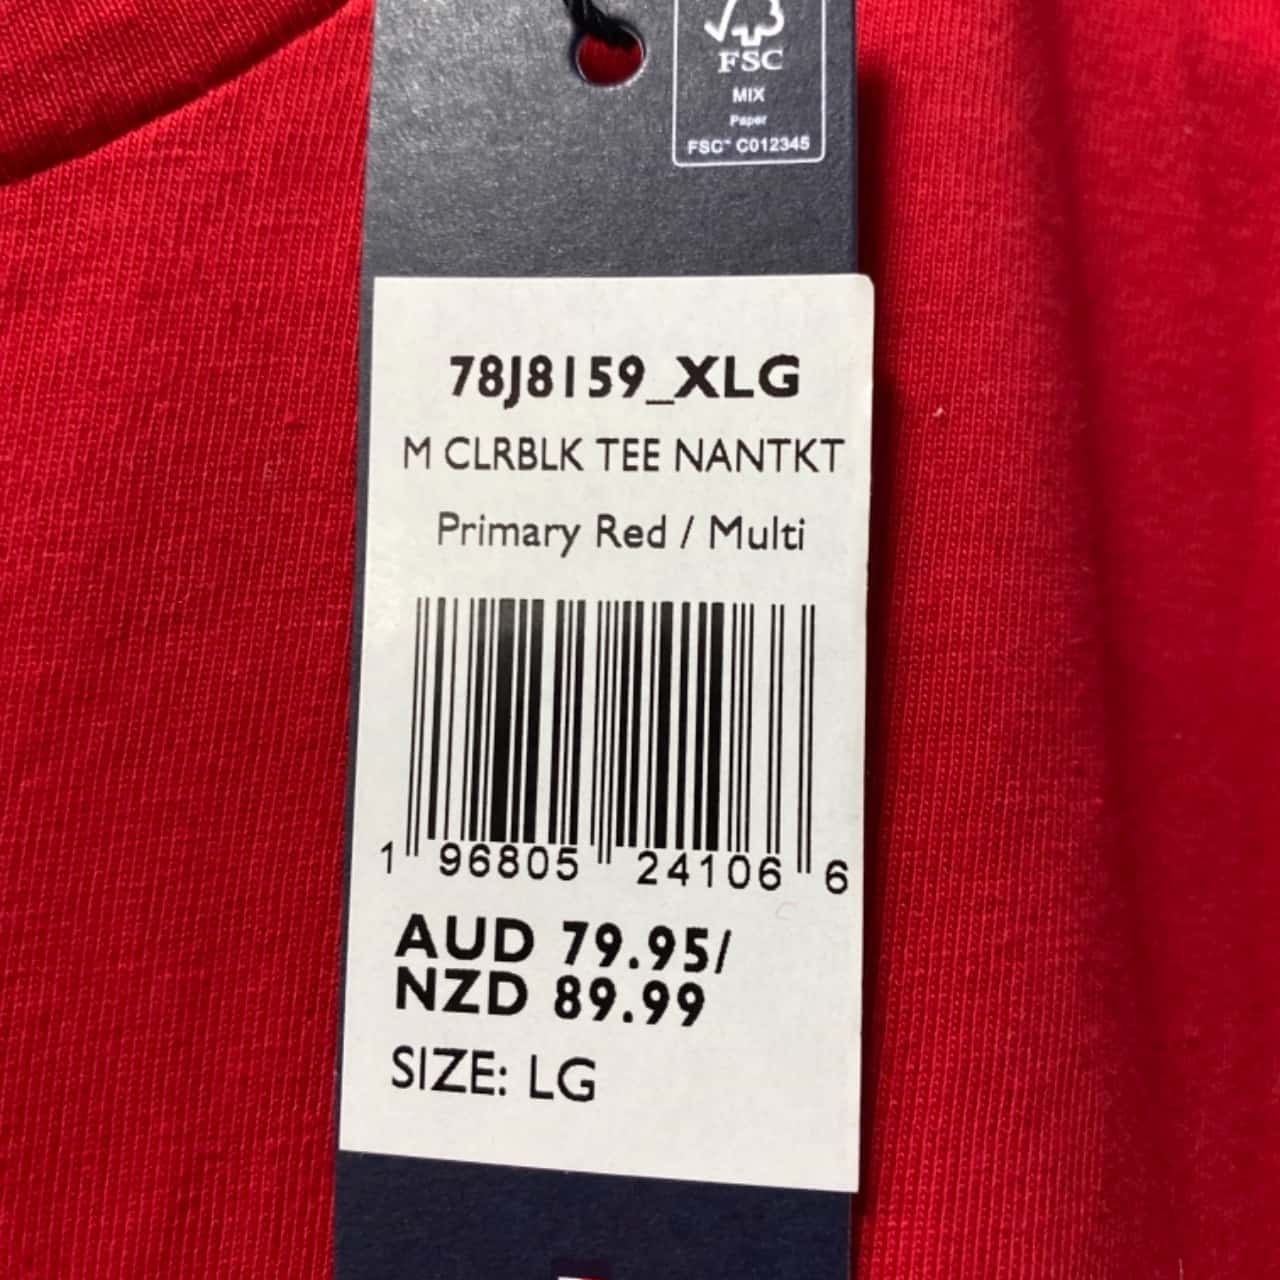 FSC
MIX
Paper
FSC™ C012345
78J8159_XLG
M CLRBLK TEE NANTKT
Primary Red / Multi
1 96805 24106 6
AUD 79.95/
NZD 89.99
SIZE: LG